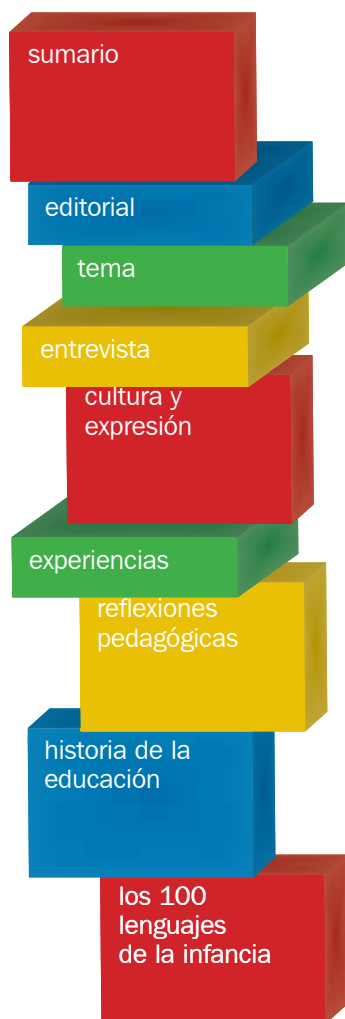 sumario
editorial
tema
entrevista
cultura y
expresión
experiencias
reflexiones
pedagógicas
historia de la
educación
los 100
lenguajes
de la infancia